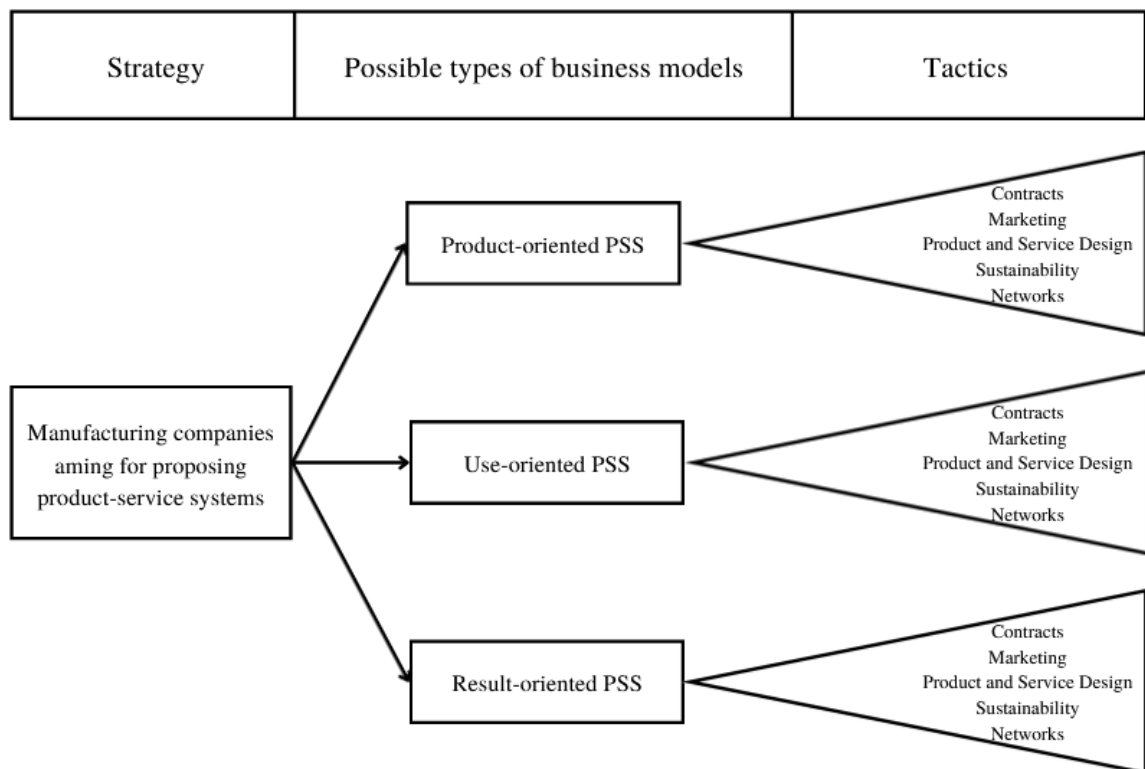 Strategy
Possible types of business models
Tactics
Product-oriented PSS
Contracts
Marketing
Product and Service Design
Sustainability
Networks
Manufacturing companies
aming for proposing
product-service systems
Use-oriented PSS
Contracts
Marketing
Product and Service Design
Sustainability
Networks
Result-oriented PSS
Contracts
Marketing
Product and Service Design
Sustainability
Networks